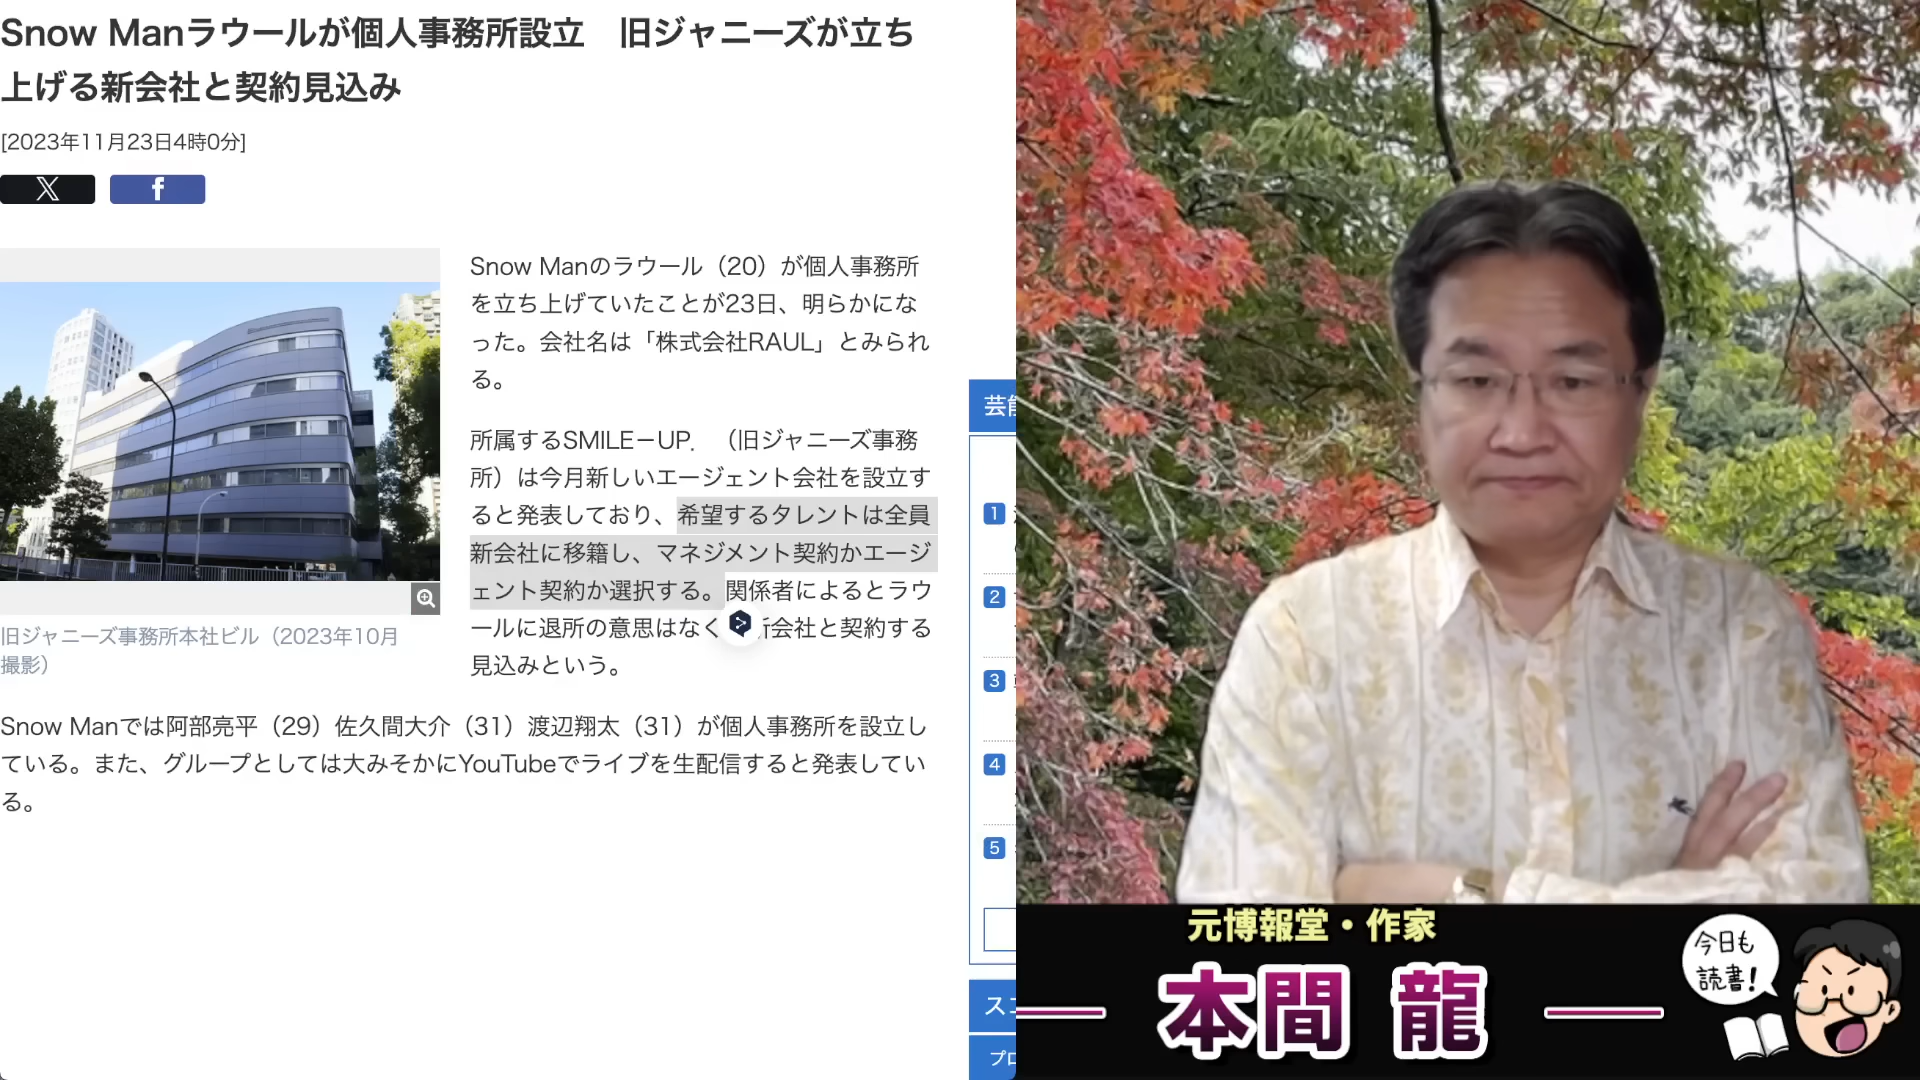 Snow Manラウールが個人事務所設立　旧ジャニーズが立ち
上げる新会社と契約見込み
[2023年11月23日4時0分]
Snow Manのラウール（20）が個人事務所
を立ち上げていたことが23日、明らかにな
った。会社名は「株式会社RAUL」とみられ
る。
所属するSMILE－UP.　（旧ジャニーズ事務
所）は今月新しいエージェント会社を設立す
ると発表しており、希望するタレントは全員
新会社に移籍し、マネジメント契約かエージ
ェント契約か選択する。関係者によるとラウ
ールに退所の意思はなく会社と契約する
見込みという。
旧ジャニーズ事務所本社ビル（2023年10月
撮影）
Snow Manでは阿部亮平（29）佐久間大介（31）渡辺翔太（31）が個人事務所を設立し
ている。また、グループとしては大みそかにYouTubeでライブを生配信すると発表してい
る。
1
2
3
4
5
プロ
元博報堂・作家
本間 龍
今日も
読書!